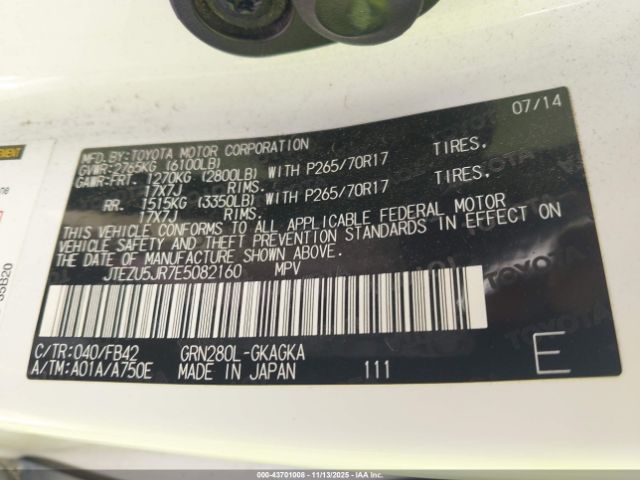 07/14
MFD. BY: TOYOTA MOTOR CORPORATION
GVWR: 2765KG (6100LB)
GAWR: FRT. 1270KG (2800LB) WITH P265/70R17 TIRES,
17X7J RIMS.
RR. 1515KG (3350LB) WITH P265/70R17 TIRES,
17X7J RIMS.
THIS VEHICLE CONFORMS TO ALL APPLICABLE FEDERAL MOTOR
VEHICLE SAFETY AND THEFT PREVENTION STANDARDS IN EFFECT ON
THE DATE OF MANUFACTURE SHOWN ABOVE.
JTEZU5JR7E5082160 MPV
C/TR: 040/FB42 GRN280L-GKAGKA
A/TM: A01A/A750E MADE IN JAPAN 111 E
TOYOTA
000-43701008 - 11/13/2025 - IAAI.com